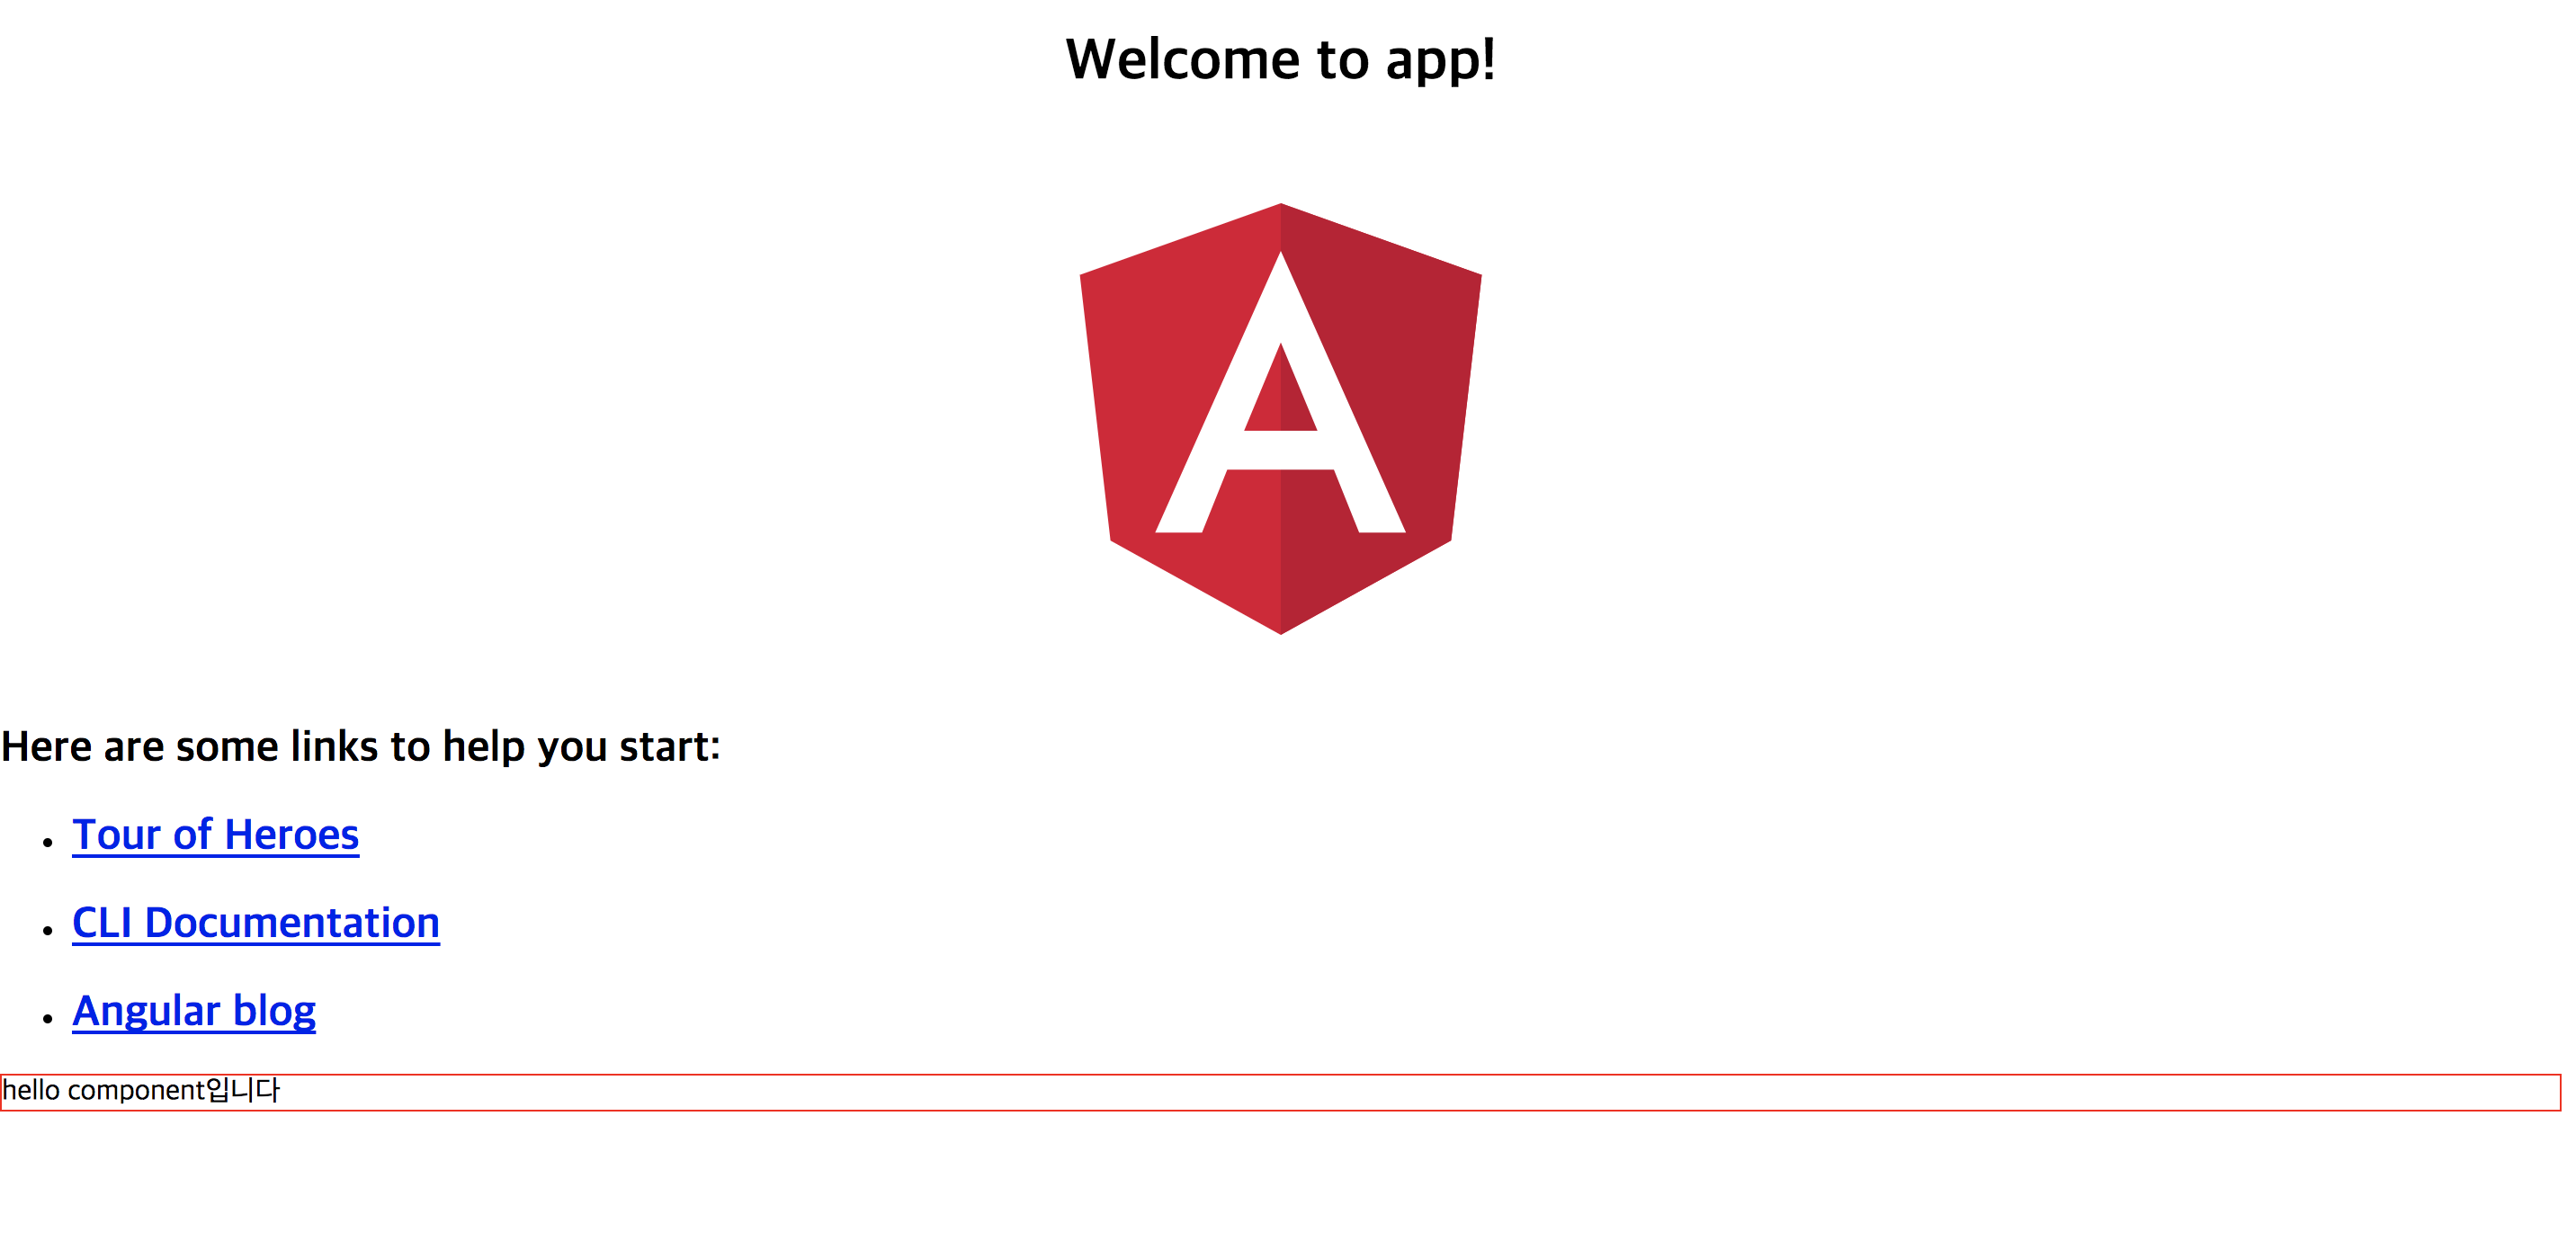 Welcome to app!
A
Here are some links to help you start:
Tour of Heroes
CLI Documentation
Angular blog
hello component입니다